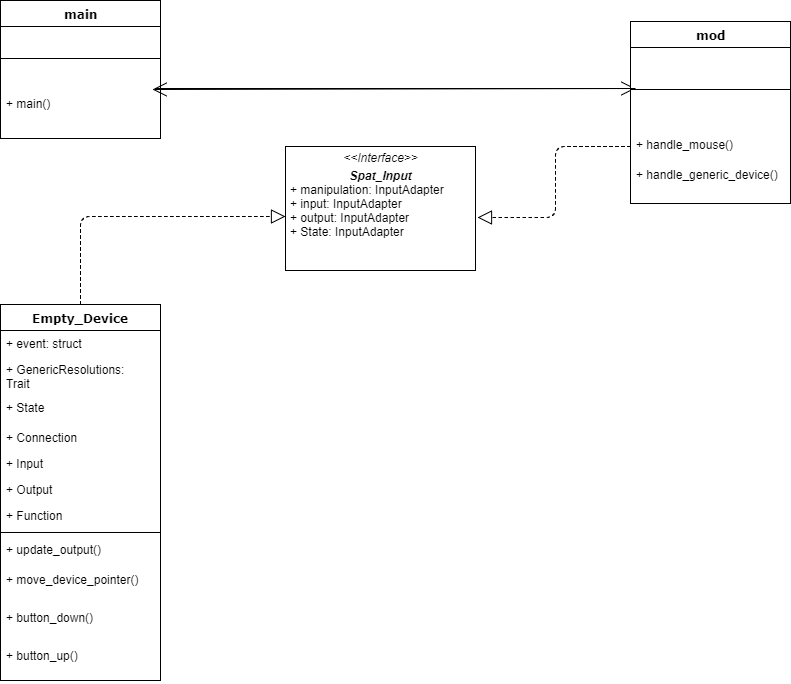 main
+ main()
mod
+ handle_mouse()
+ handle_generic_device()
<<Interface>>
Spat_Input
+ manipulation: InputAdapter
+ input: InputAdapter
+ output: InputAdapter
+ State: InputAdapter
Empty_Device
+ event: struct
+ GenericResolutions:
Trait
+ State
+ Connection
+ Input
+ Output
+ Function
+ update_output()
+ move_device_pointer()
+ button_down()
+ button_up()